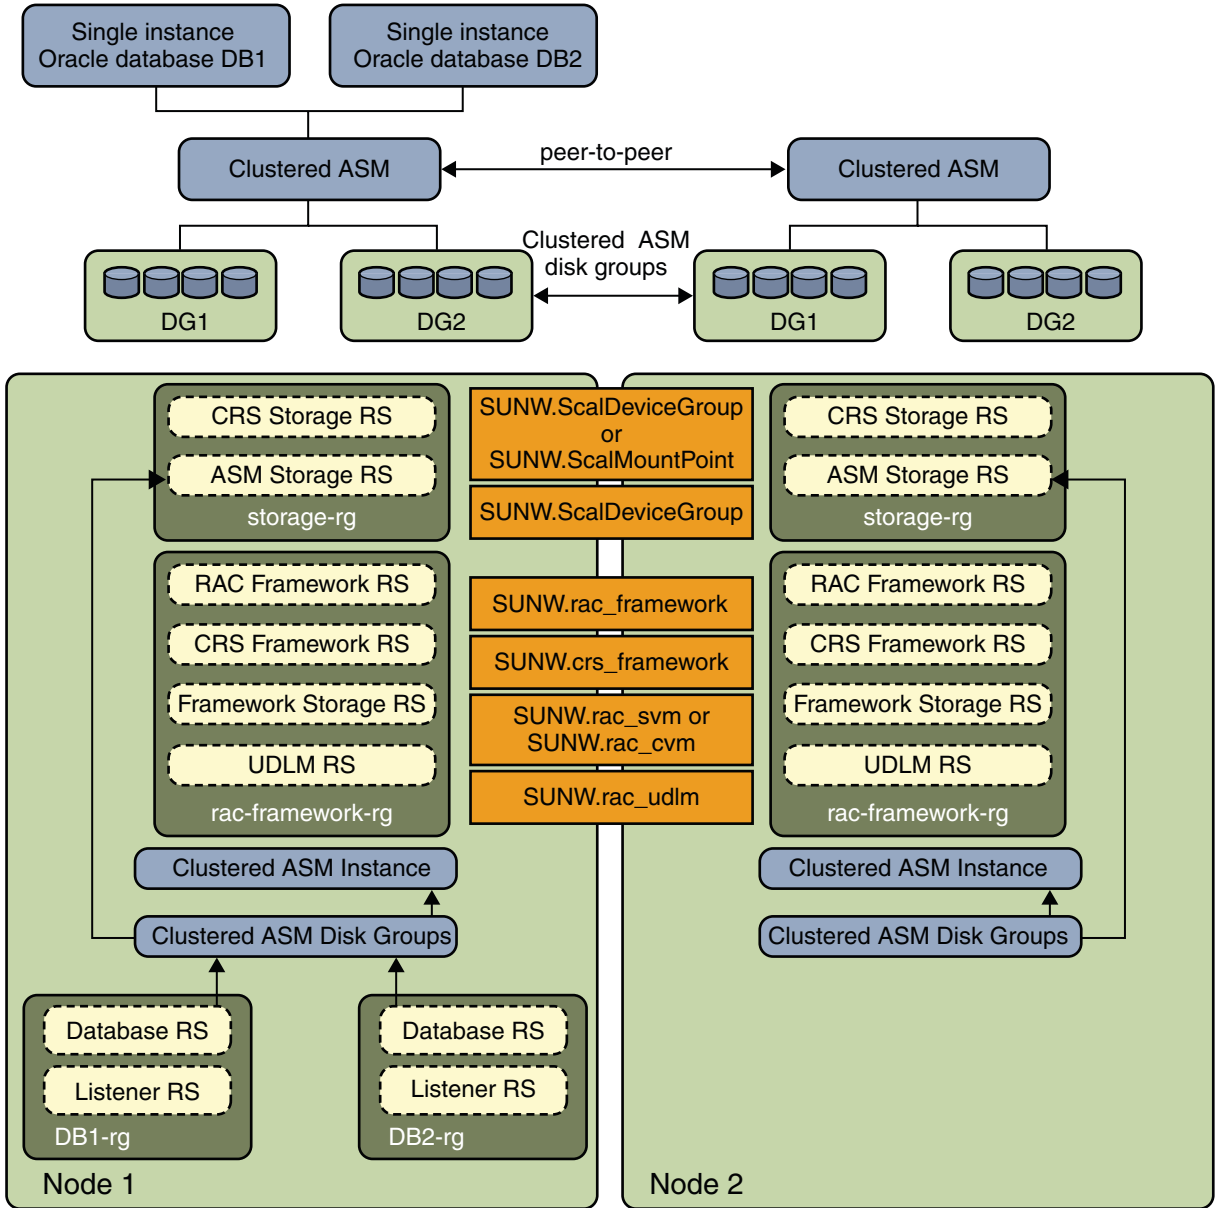 Single instance
Oracle database DB1
Single instance
Oracle database DB2
Clustered ASM
peer-to-peer
Clustered ASM
Clustered ASM
disk groups
DG1
DG2
DG1
DG2
CRS Storage RS
ASM Storage RS
storage-rg
SUNW.ScalDeviceGroup
or
SUNW.ScalMountPoint
SUNW.ScalDeviceGroup
CRS Storage RS
ASM Storage RS
storage-rg
RAC Framework RS
CRS Framework RS
Framework Storage RS
UDLM RS
rac-framework-rg
SUNW.rac_framework
SUNW.crs_framework
SUNW.rac_svm or
SUNW.rac_cvm
SUNW.rac_udlm
RAC Framework RS
CRS Framework RS
Framework Storage RS
UDLM RS
rac-framework-rg
Clustered ASM Instance
Clustered ASM Disk Groups
Clustered ASM Instance
Clustered ASM Disk Groups
Database RS
Listener RS
DB1-rg
Database RS
Listener RS
DB2-rg
Node 1
Node 2